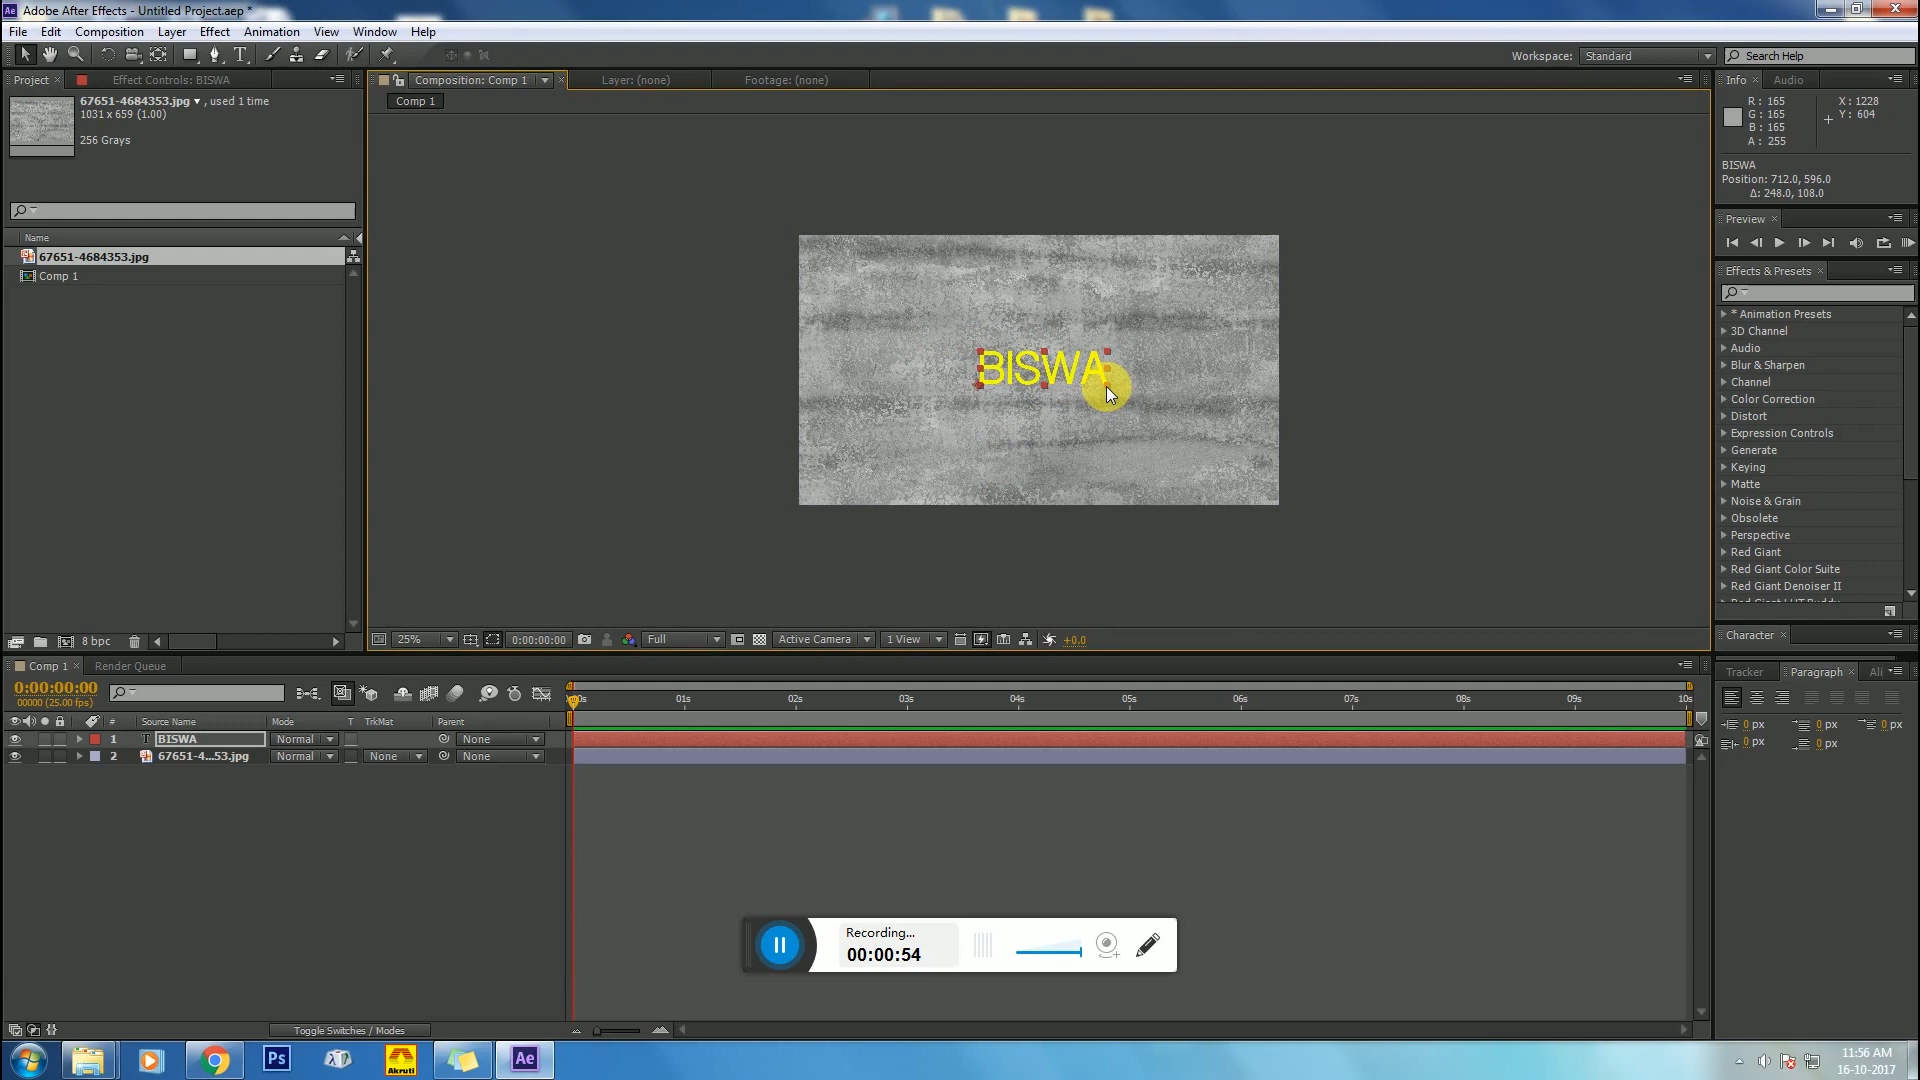 Adobe After Effects - Untitled Project.aep *
File Edit Composition Layer Effect Animation View Window Help
Workspace: Standard Search Help
Project Effect Controls: BISWA
67651-4684353.jpg , used 1 time
1031 x 659 (1.00)
256 Grays
Name
67651-4684353.jpg
Comp 1
8 bpc
Composition: Comp 1 Layer: (none) Footage: (none)
Comp 1
BISWA
25% 0:00:00:00 Full Active Camera 1 View +0.0
Info Audio
R : 165 X : 1228
G : 165 Y : 604
B : 165
A : 255
BISWA
Position: 712.0, 596.0
Δ: 248.0, 108.0
Preview
Effects & Presets
* Animation Presets
3D Channel
Audio
Blur & Sharpen
Channel
Color Correction
Distort
Expression Controls
Generate
Keying
Matte
Noise & Grain
Obsolete
Perspective
Red Giant
Red Giant Color Suite
Red Giant Denoiser II
Character
Tracker Paragraph Ali
0 px 0 px 0 px
0 px 0 px
Comp 1 Render Queue
0:00:00:00
00000 (25.00 fps)
01s 02s 03s 04s 05s 06s 07s 08s 09s 10s
# Source Name Mode T TrkMat Parent
1 T BISWA Normal None
2 67651-4...53.jpg Normal None None
Recording...
00:00:54
Toggle Switches / Modes
Ps Akruti Ae
11:56 AM
16-10-2017